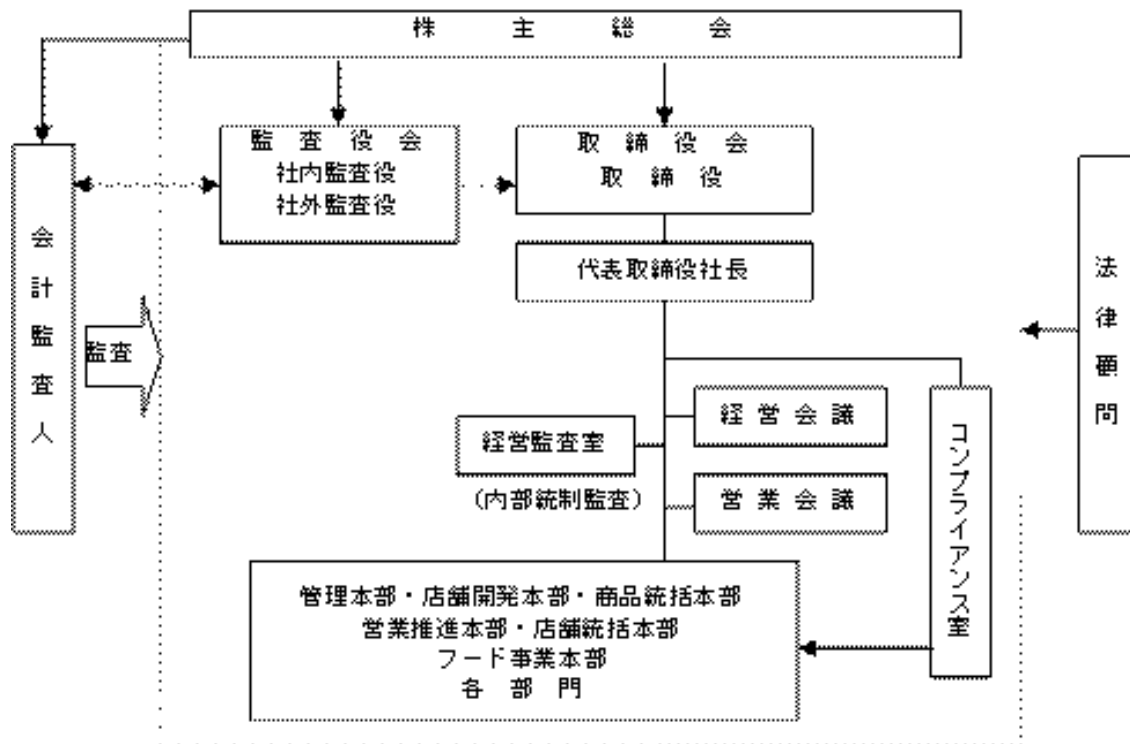 株主総会
監査役会
社内監査役
社外監査役
取締役会
取締役
代表取締役社長
会計監査人
監査
法律顧問
経営会議
経営監査室
(内部統制監査)
営業会議
コンプライアンス室
管理本部・店舗開発本部・商品統括本部
営業推進本部・店舗統括本部
フード事業本部
各部門